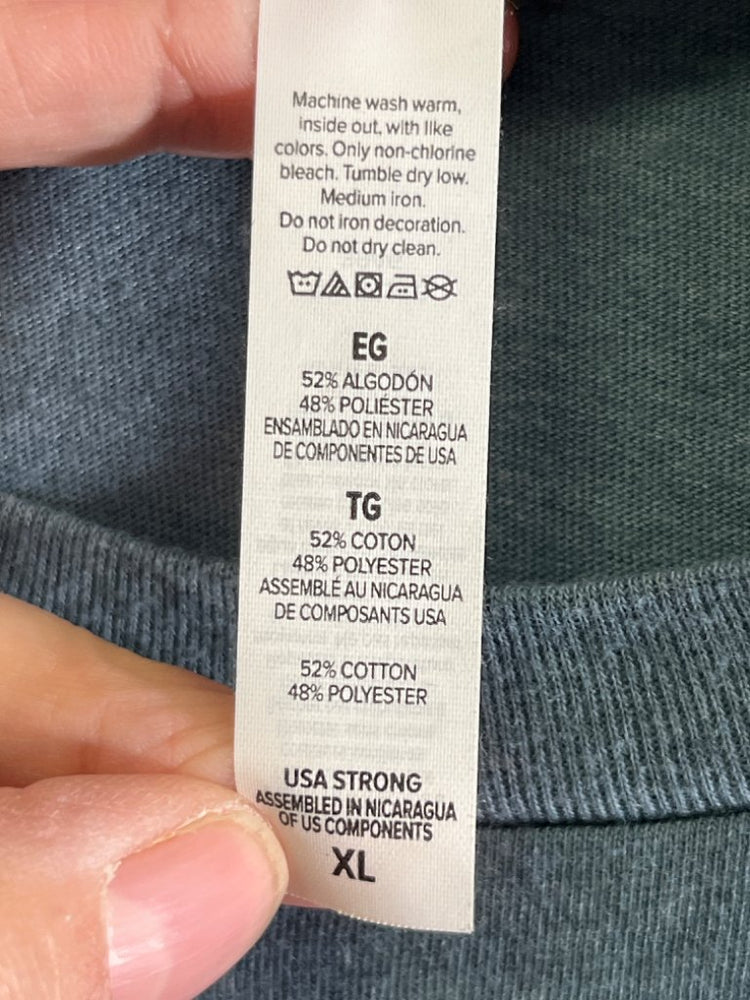 Machine wash warm,
inside out, with like
colors. Only non-chlorine
bleach. Tumble dry low.
Medium iron.
Do not iron decoration.
Do not dry clean.
EG
52% ALGODÓN
48% POLIÉSTER
ENSAMBLADO EN NICARAGUA
DE COMPONENTES DE USA
TG
52% COTON
48% POLYESTER
ASSEMBLÉ AU NICARAGUA
DE COMPOSANTS USA
52% COTTON
48% POLYESTER
USA STRONG
ASSEMBLED IN NICARAGUA
OF US COMPONENTS
XL